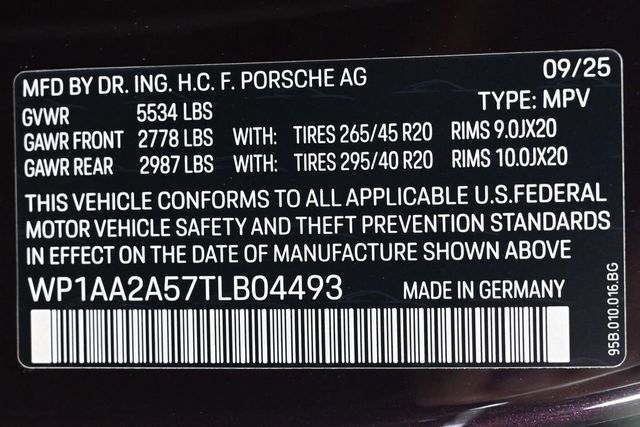 MFD BY DR. ING. H.C. F. PORSCHE AG 09/25
GVWR 5534 LBS TYPE: MPV
GAWR FRONT 2778 LBS WITH: TIRES 265/45 R20 RIMS 9.0JX20
GAWR REAR 2987 LBS WITH: TIRES 295/40 R20 RIMS 10.0JX20
THIS VEHICLE CONFORMS TO ALL APPLICABLE U.S.FEDERAL
MOTOR VEHICLE SAFETY AND THEFT PREVENTION STANDARDS
IN EFFECT ON THE DATE OF MANUFACTURE SHOWN ABOVE
WP1AA2A57TLB04493 MADE IN GERMANY
95B.010.016.BG